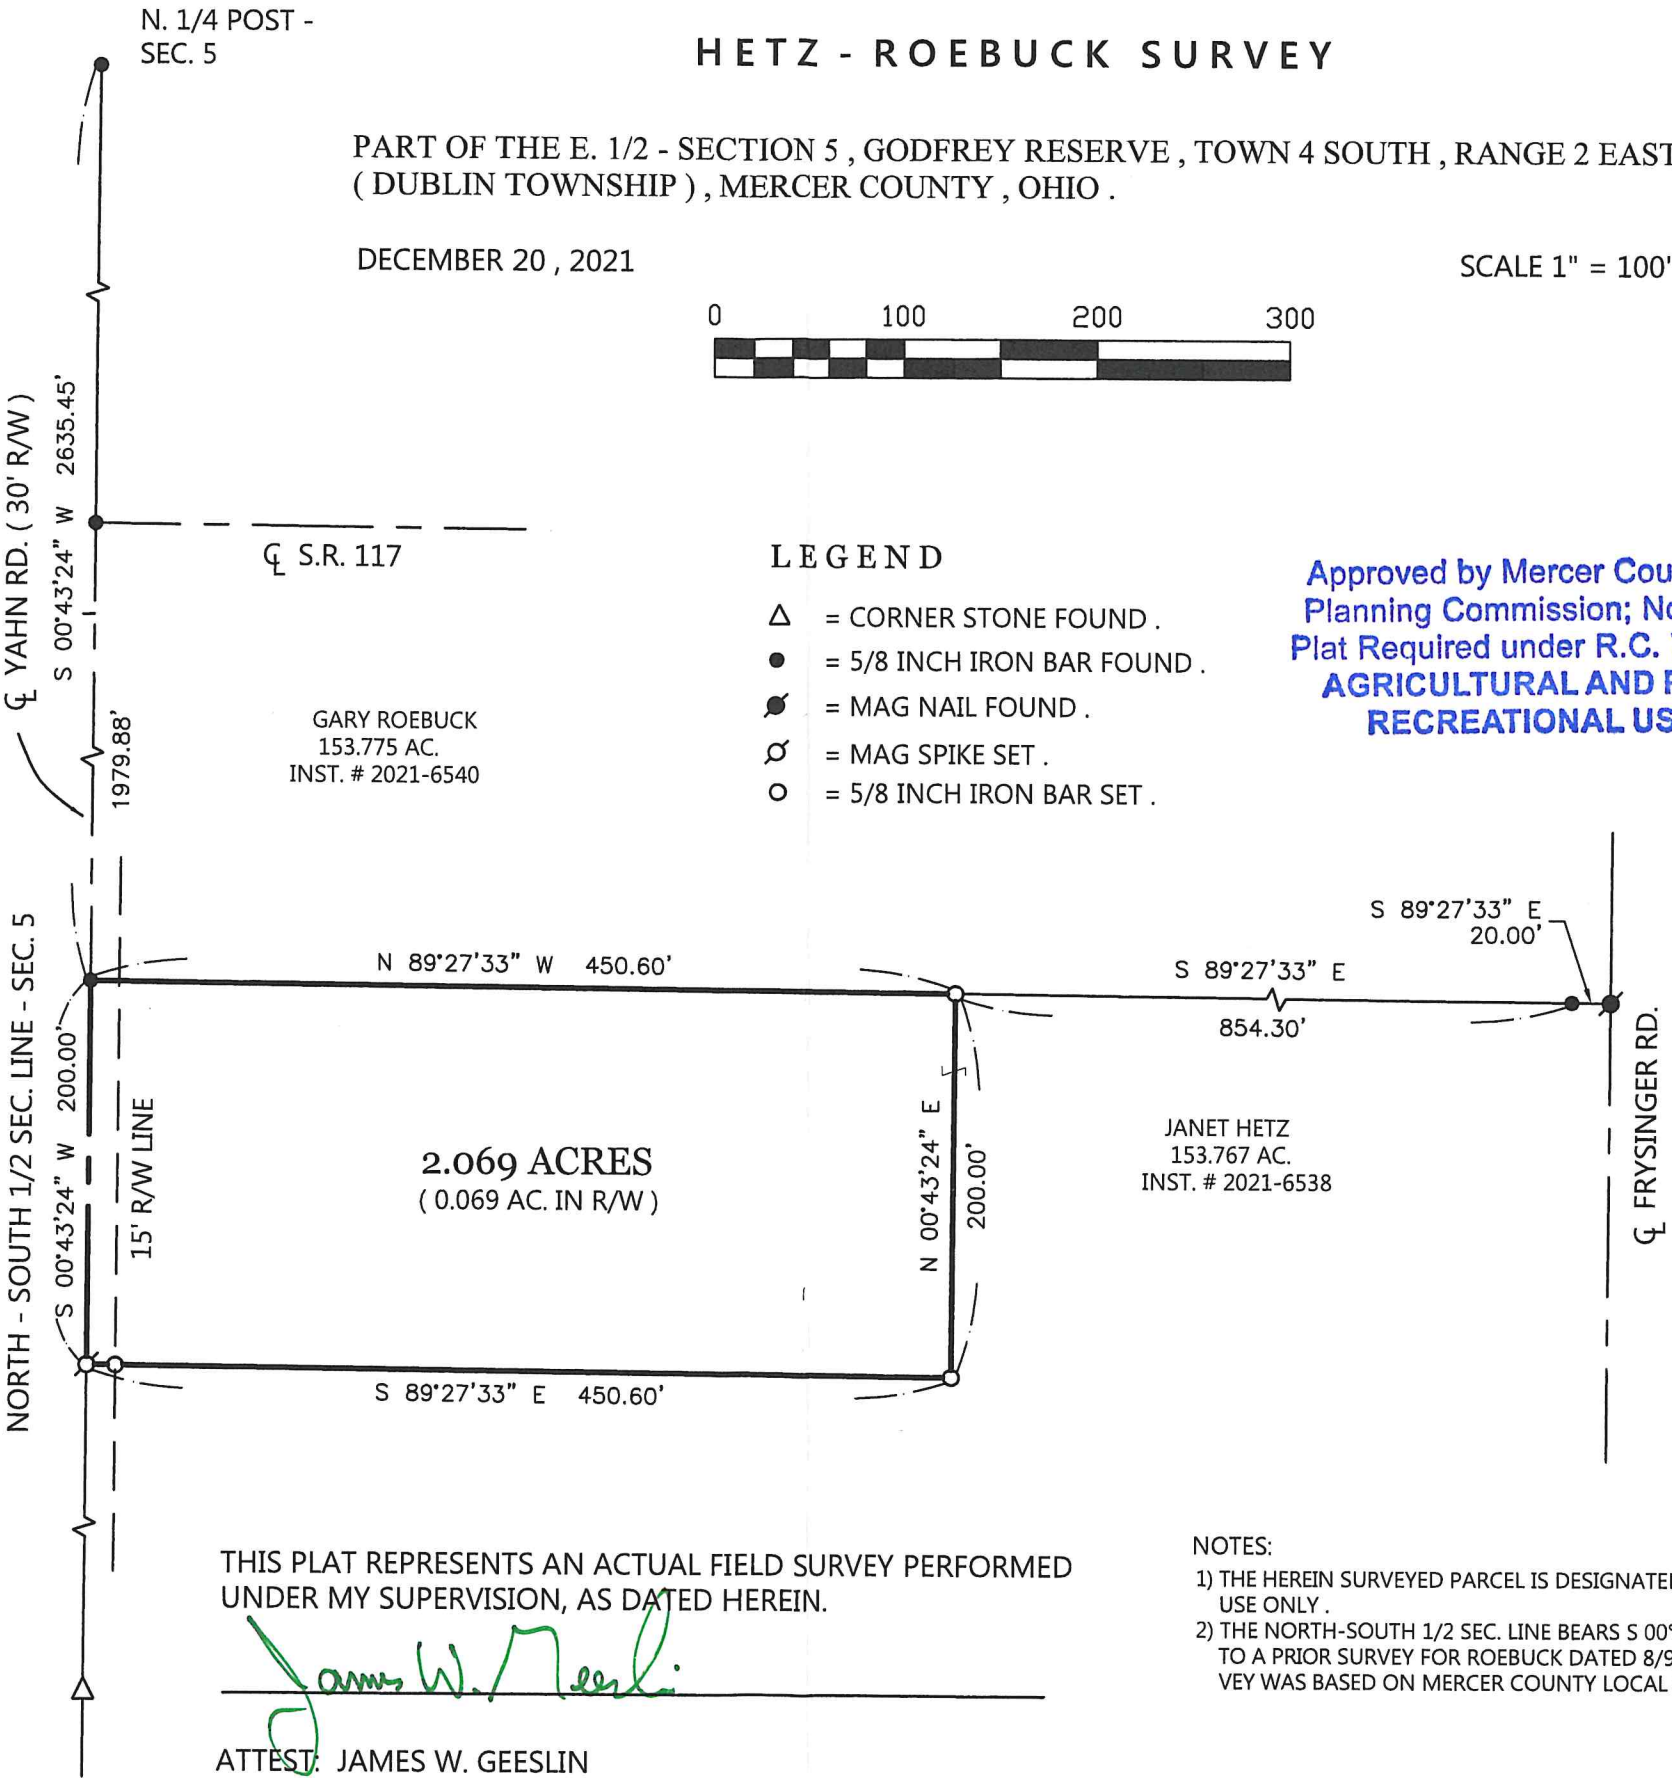 N. 1/4 POST -
SEC. 5
HETZ - ROEBUCK SURVEY
PART OF THE E. 1/2 - SECTION 5 , GODFREY RESERVE , TOWN 4 SOUTH , RANGE 2 EAST
( DUBLIN TOWNSHIP ) , MERCER COUNTY , OHIO .
DECEMBER 20 , 2021
SCALE 1" = 100'
0 100 200 300
℄ YAHN RD. ( 30' R/W )
S 00°43'24" W 2635.45'
℄ S.R. 117
1979.88'
GARY ROEBUCK
153.775 AC.
INST. # 2021-6540
LEGEND
△ = CORNER STONE FOUND .
● = 5/8 INCH IRON BAR FOUND .
= MAG NAIL FOUND .
= MAG SPIKE SET .
○ = 5/8 INCH IRON BAR SET .
Approved by Mercer Cou
Planning Commission; No
Plat Required under R.C.
AGRICULTURAL AND
RECREATIONAL US
NORTH - SOUTH 1/2 SEC. LINE - SEC. 5
S 00°43'24" W 200.00'
15' R/W LINE
N 89°27'33" W 450.60'
S 89°27'33" E
854.30'
S 89°27'33" E
20.00'
℄ FRYSINGER RD.
2.069 ACRES
( 0.069 AC. IN R/W )
N 00°43'24" E
200.00'
JANET HETZ
153.767 AC.
INST. # 2021-6538
S 89°27'33" E 450.60'
THIS PLAT REPRESENTS AN ACTUAL FIELD SURVEY PERFORMED
UNDER MY SUPERVISION, AS DATED HEREIN.
James W. Geeslin
ATTEST: JAMES W. GEESLIN
NOTES:
1) THE HEREIN SURVEYED PARCEL IS DESIGNATE
USE ONLY .
2) THE NORTH-SOUTH 1/2 SEC. LINE BEARS S 00°
TO A PRIOR SURVEY FOR ROEBUCK DATED 8/9
VEY WAS BASED ON MERCER COUNTY LOCAL